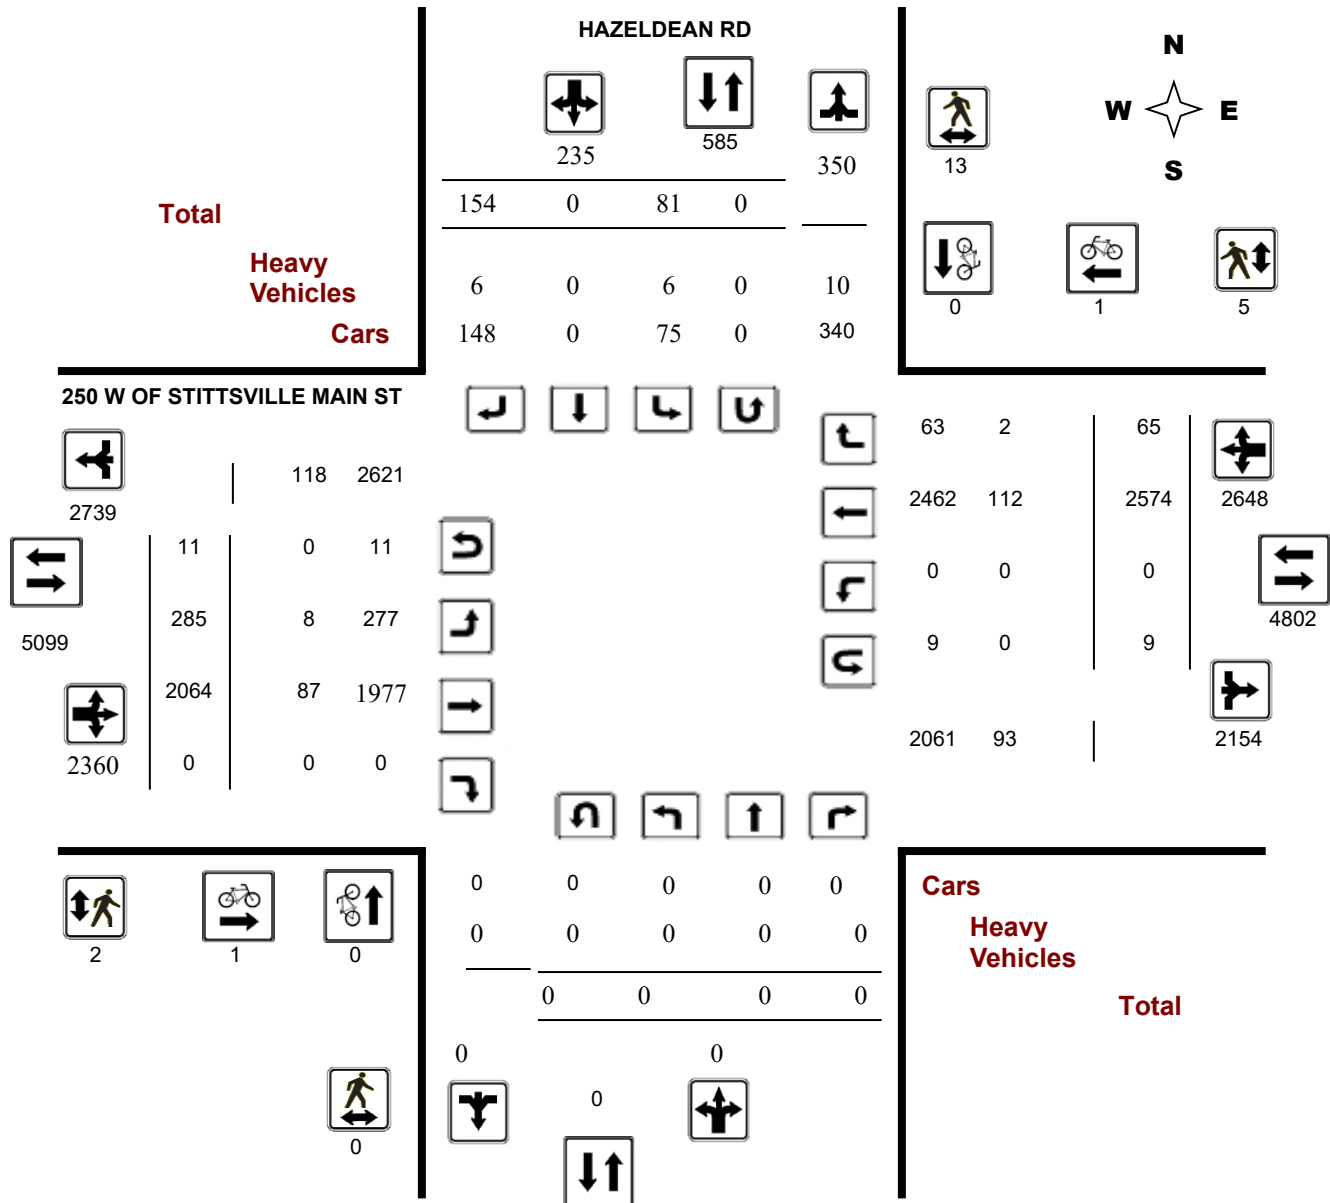 HAZELDEAN RD
N
W E
S
235 585 350 13
Total 154 0 81 0
Heavy
Vehicles 6 0 6 0 10
0 1 5
Cars 148 0 75 0 340
250 W OF STITTSVILLE MAIN ST
63 2 65
118 2621
2739
2462 112 2574 2648
11 0 11
0 0 0
285 8 277
4802
5099
9 0 9
2064 87 1977
2061 93 2154
2360 0 0 0
0 0 0 0 0 Cars
0 0 0 0 0 Heavy
Vehicles
2 1 0
0 0 0 0 Total
0 0
0
0